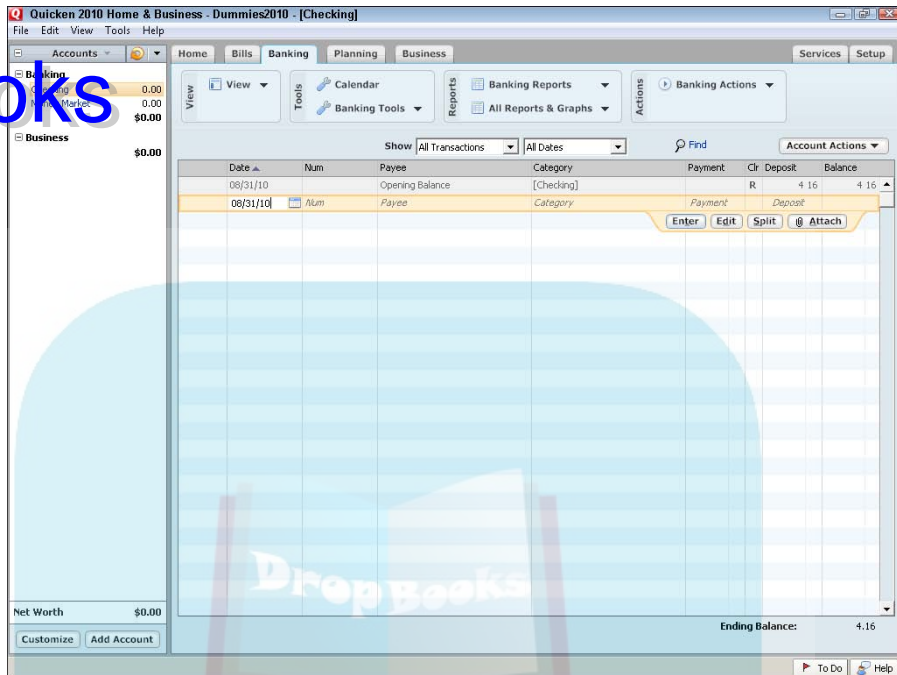 Quicken 2010 Home & Business - Dummies2010 - [Checking]
File Edit View Tools Help
Accounts
Home Bills Banking Planning Business Services Setup
Banking
Checking 0.00
Money Market 0.00
$0.00
Business
$0.00
ooks
View
View
Tools
Calendar
Banking Tools
Reports
Banking Reports
All Reports & Graphs
Actions
Banking Actions
Show All Transactions All Dates Find Account Actions
Date Num Payee Category Payment Clr Deposit Balance
08/31/10 Opening Balance [Checking] R 4 16 4 16
08/31/10 Num Payee Category Payment Deposit
Enter Edit Split Attach
DropBooks
Net Worth $0.00
Ending Balance: 4.16
Customize Add Account
To Do Help